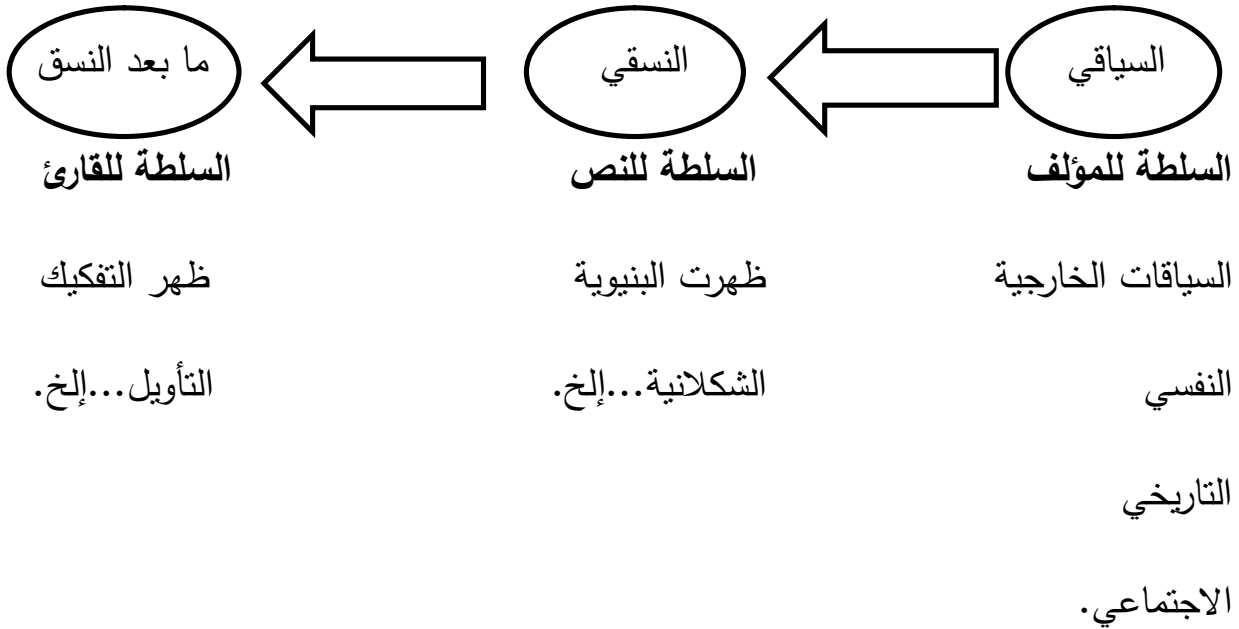 السياقي النسقي ما بعد النسق
السلطة للمؤلف السلطة للنص السلطة للقارئ
السياقات الخارجية ظهرت البنيوية ظهر التفكيك
النفسي الشكلانية...إلخ. التأويل...إلخ.
التاريخي
الاجتماعي.